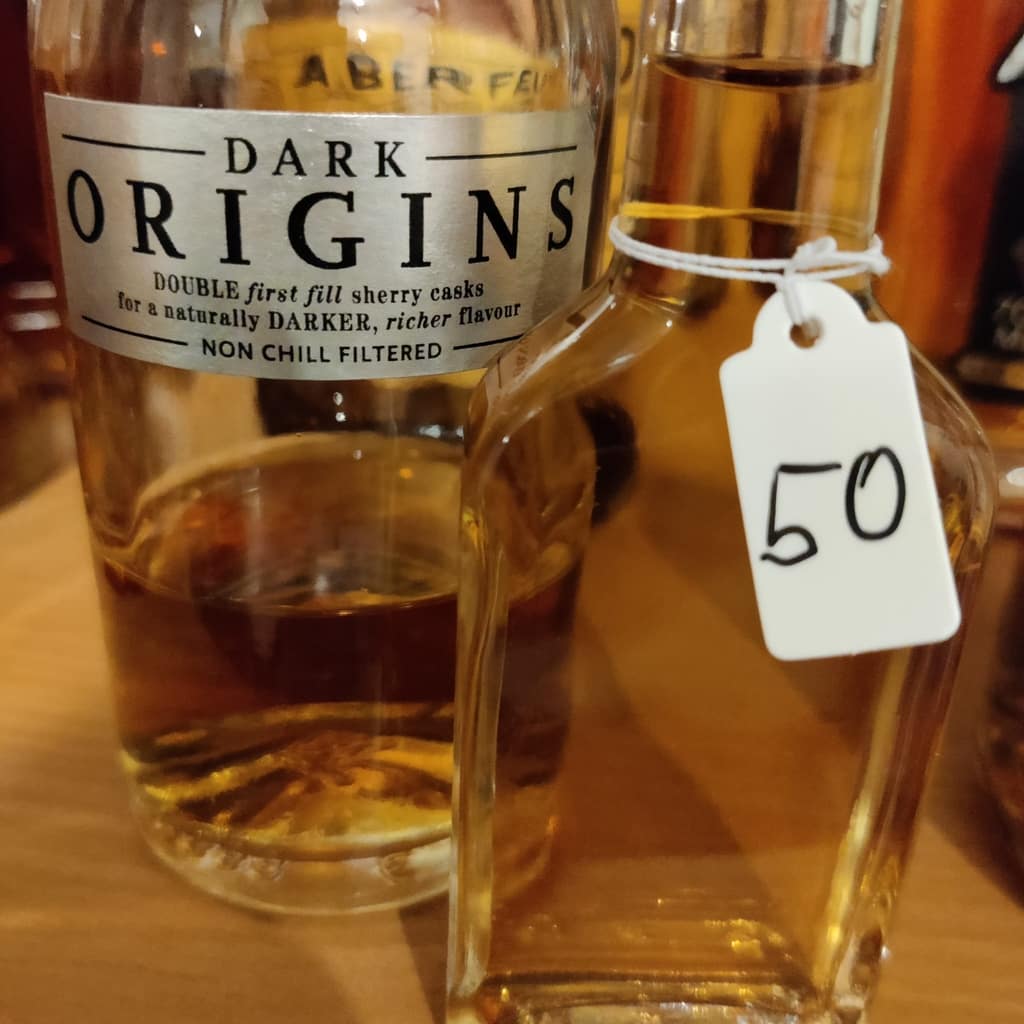 DARK
ORIGINS
DOUBLE first fill sherry casks
for a naturally DARKER, richer flavour
NON CHILL FILTERED
50